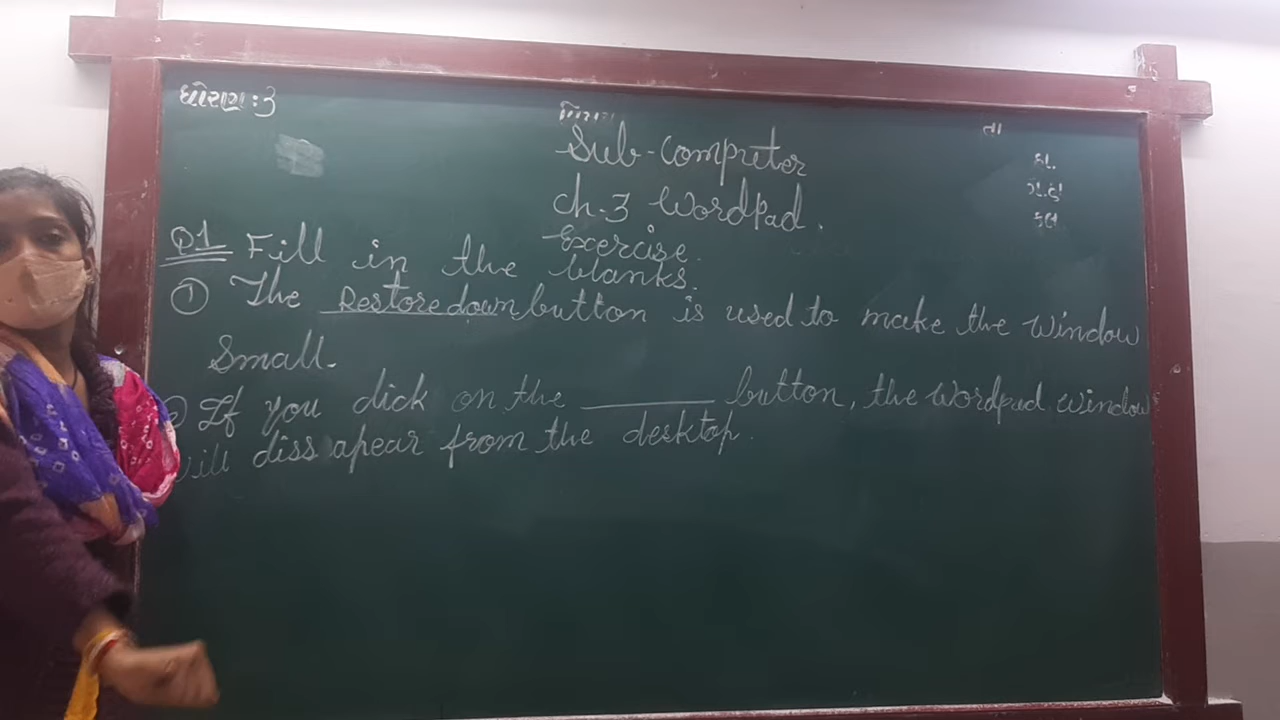 ધોરણ : 3
વિષય
તા
Sub-Computer
ch.3 Wordpad.
Exercise.
Q1 Fill in the blanks.
① The Restoredown button is used to make the window
Small.
② If you click on the ______ button, the Wordpad window
will diss apear from the desktop.